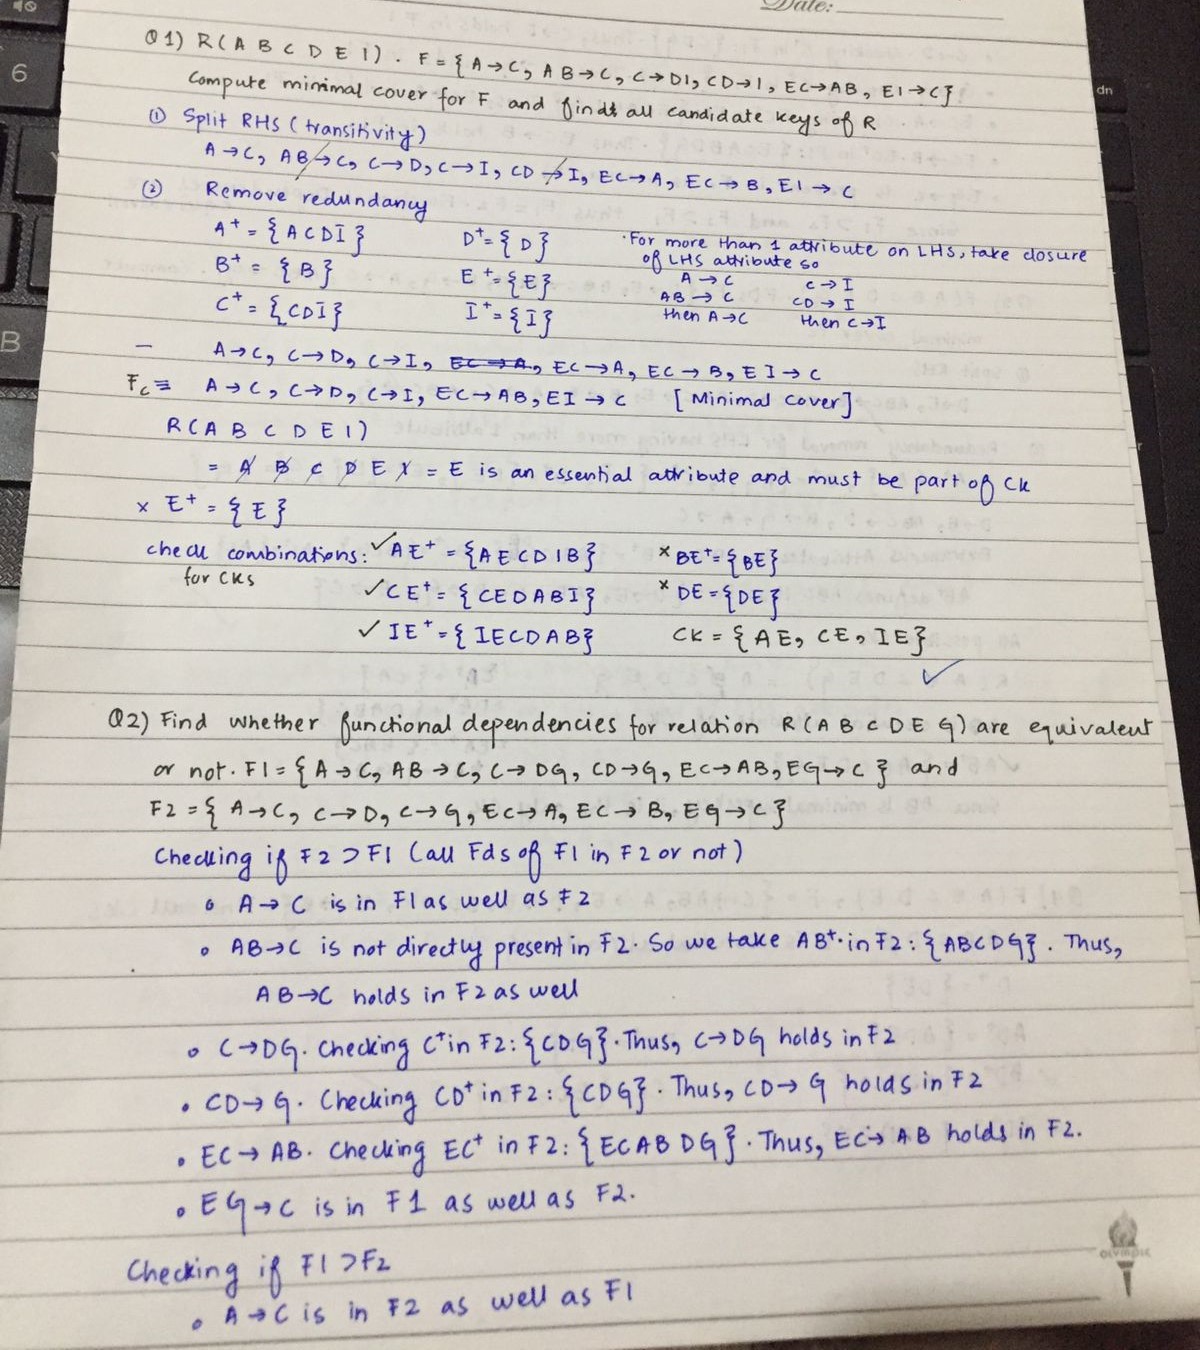 Date:
Q1) R(A B C D E I). F = { A→C, AB→C, C→DI, CD→I, EC→AB, EI→C}
Compute minimal cover for F and find all candidate keys of R
① Split RHS (transitivity)
A→C, AB→C, C→D, C→I, CD→I, EC→A, EC→B, EI→C
② Remove redundancy
A+ = {ACDI} D+ = {D} · For more than 1 attribute on LHS, take closure
of LHS attribute so
B+ = {B} E+ = {E} A→C C→I
AB→C CD→I
C+ = {CDI} I+ = {I} then A→C then C→I
— A→C, C→D, C→I, EC→A, EC→A, EC→B, EI→C
Fc ≡ A→C, C→D, C→I, EC→AB, EI→C [Minimal cover]
R(A B C D E I)
= A B C D E I = E is an essential attribute and must be part of CK
× E+ = {E}
check combinations: ✓AE+ = {AECDIB} × BE+ = {BE}
for CKs
✓CE+ = {CEDABI} × DE = {DE}
✓ IE+ = {IECDAB} CK = {AE, CE, IE}
✓
Q2) Find whether functional dependencies for relation R(A B C D E G) are equivalent
or not. F1 = { A→C, AB→C, C→DG, CD→G, EC→AB, EG→C } and
F2 = { A→C, C→D, C→G, EC→A, EC→B, EG→C}
Checking if F2 ⊃ F1 (all Fds of F1 in F2 or not)
• A→C is in F1 as well as F2
• AB→C is not directly present in F2. So we take AB+ in F2: {ABCDG}. Thus,
AB→C holds in F2 as well
• C→DG. Checking C+ in F2: {CDG}. Thus, C→DG holds in F2
• CD→G. Checking CD+ in F2: {CDG}. Thus, CD→G holds in F2
• EC→AB. Checking EC+ in F2: {ECABDG}. Thus, EC→AB holds in F2.
• EG→C is in F1 as well as F2.
Checking if F1 ⊃ F2
• A→C is in F2 as well as F1
OLYMPIC
6
B
dn